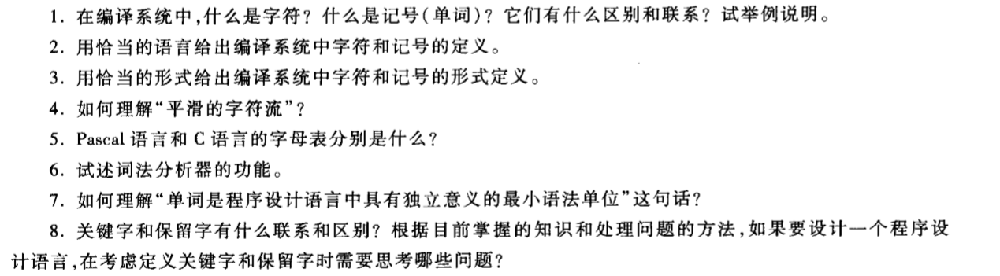 1. 在编译系统中,什么是字符? 什么是记号(单词)? 它们有什么区别和联系? 试举例说明。
2. 用恰当的语言给出编译系统中字符和记号的定义。
3. 用恰当的形式给出编译系统中字符和记号的形式定义。
4. 如何理解“平滑的字符流”?
5. Pascal 语言和 C 语言的字母表分别是什么?
6. 试述词法分析器的功能。
7. 如何理解“单词是程序设计语言中具有独立意义的最小语法单位”这句话?
8. 关键字和保留字有什么联系和区别? 根据目前掌握的知识和处理问题的方法,如果要设计一个程序设
计语言,在考虑定义关键字和保留字时需要思考哪些问题?